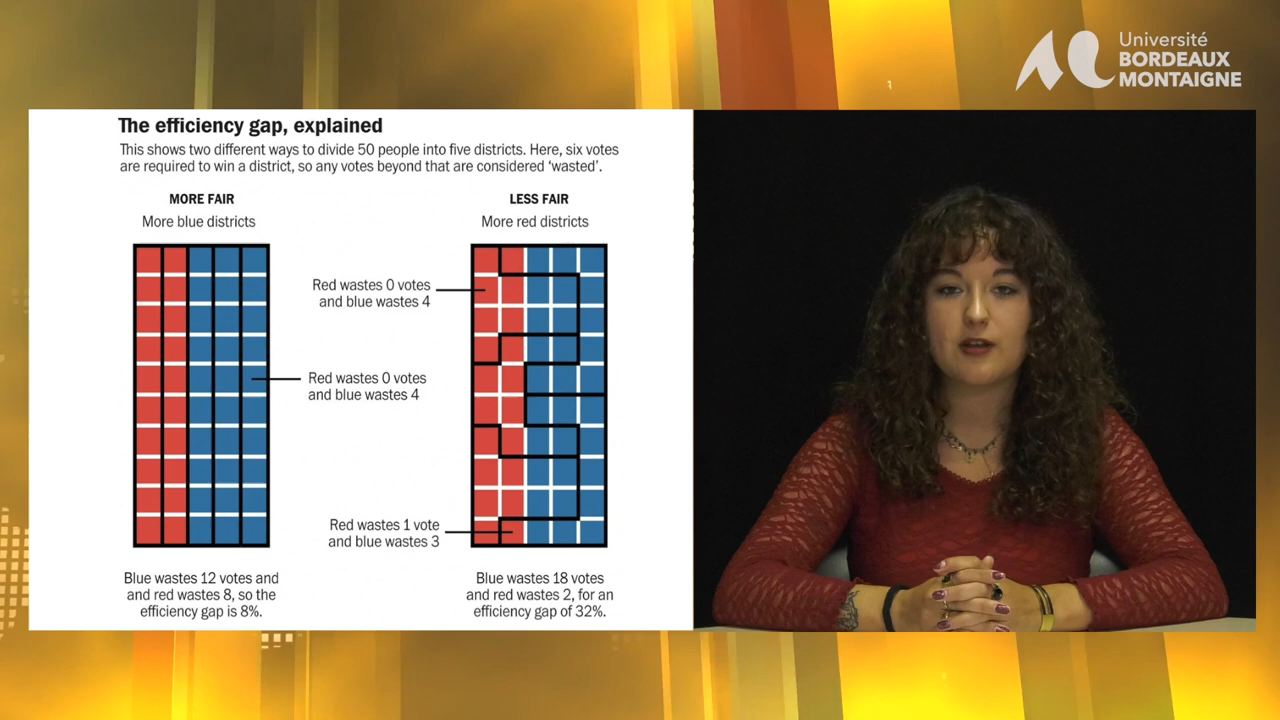 Université
BORDEAUX
MONTAIGNE
The efficiency gap, explained
This shows two different ways to divide 50 people into five districts. Here, six votes
are required to win a district, so any votes beyond that are considered ‘wasted’.
MORE FAIR
More blue districts
LESS FAIR
More red districts
Red wastes 0 votes
and blue wastes 4
Red wastes 0 votes
and blue wastes 4
Red wastes 1 vote
and blue wastes 3
Blue wastes 12 votes and
and red wastes 8, so the
efficiency gap is 8%.
Blue wastes 18 votes
and red wastes 2, for an
efficiency gap of 32%.